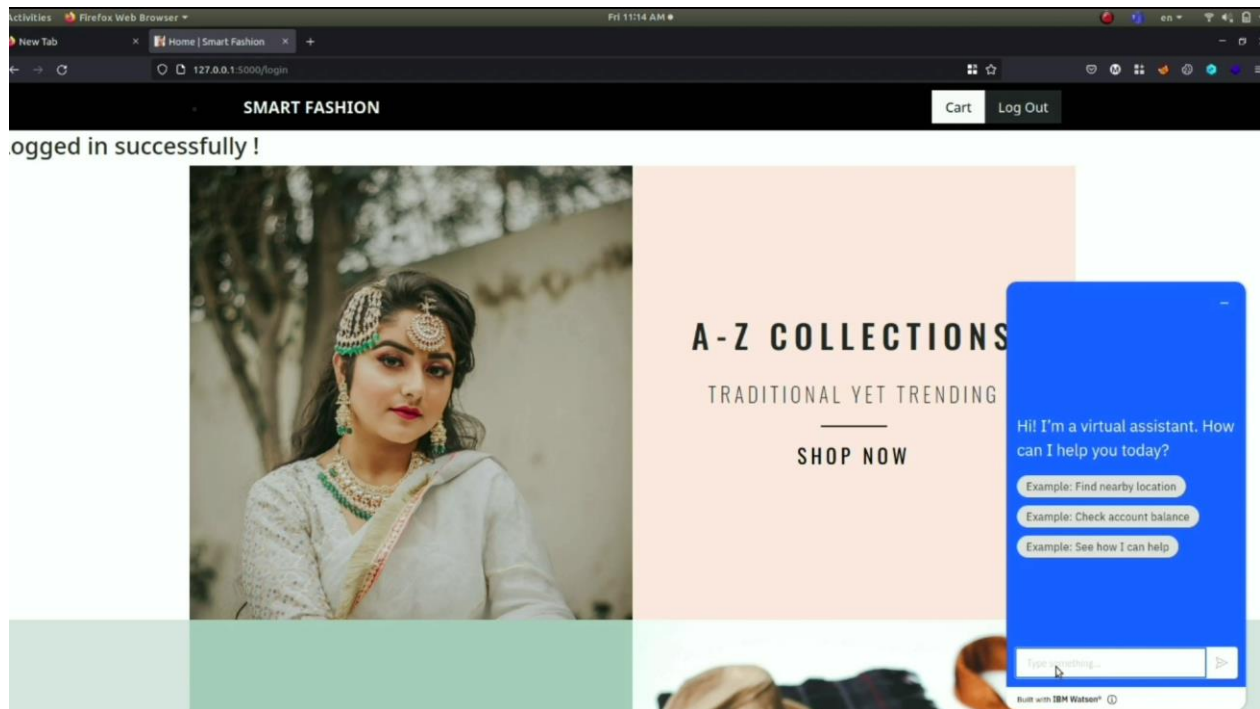 Activities Firefox Web Browser Fri 11:14 AM en
New Tab Home | Smart Fashion
127.0.0.1:5000/login
SMART FASHION Cart Log Out
ogged in successfully !
A-Z COLLECTIONS
TRADITIONAL YET TRENDING
SHOP NOW
Hi! I'm a virtual assistant. How
can I help you today?
Example: Find nearby location
Example: Check account balance
Example: See how I can help
Type something...
Built with IBM Watson®